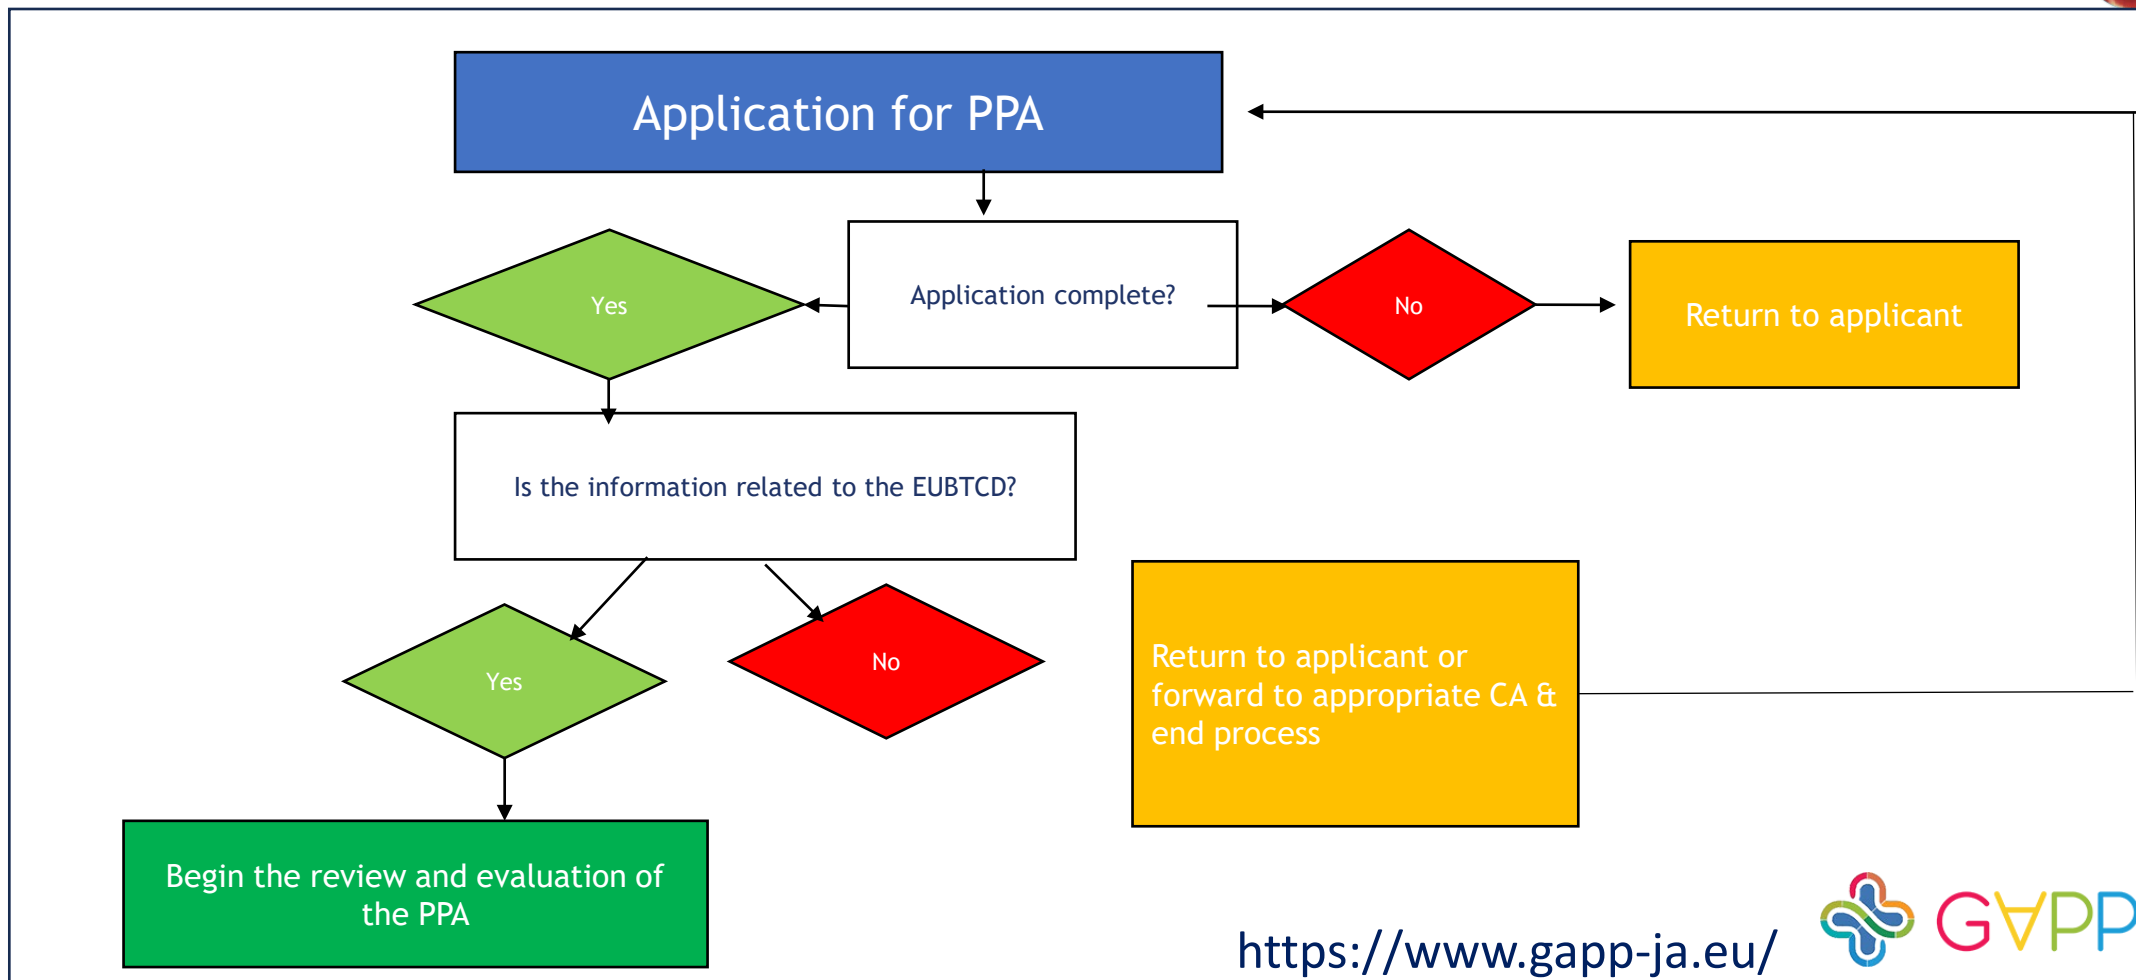 Application for PPA
Yes
Application complete?
No
Return to applicant
Is the information related to the EUBTCD?
Yes
No
Return to applicant or
forward to appropriate CA &
end process
Begin the review and evaluation of
the PPA
https://www.gapp-ja.eu/
G∀PP